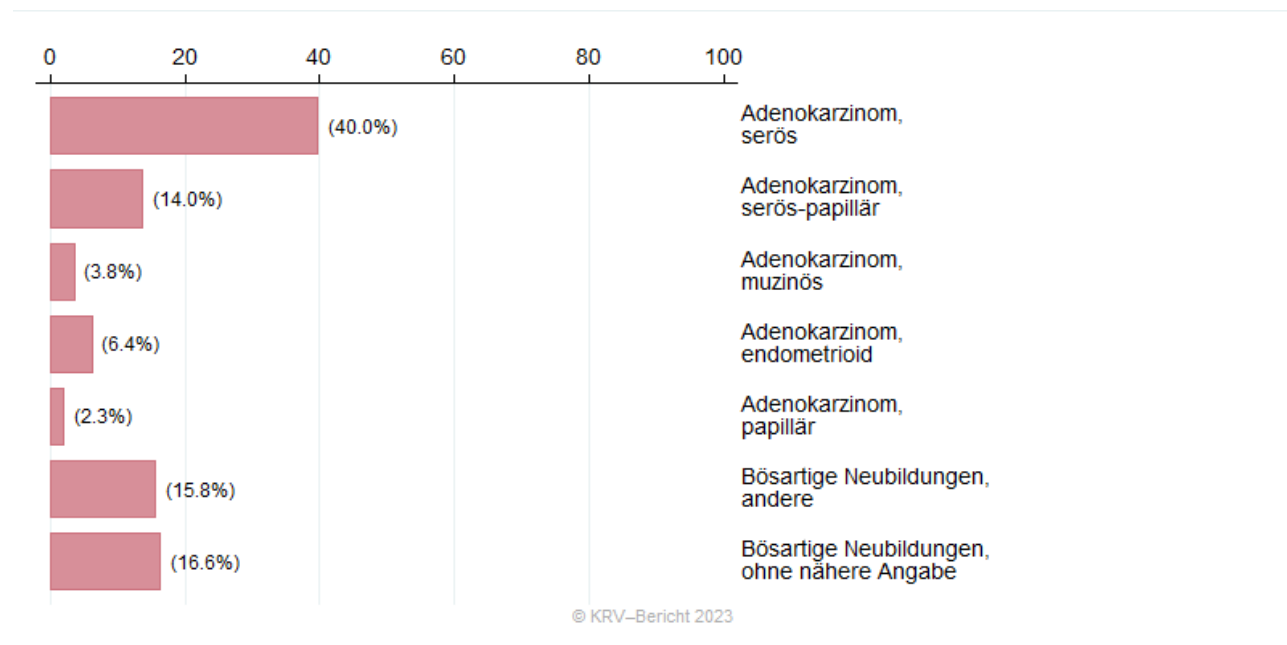 0 20 40 60 80 100
(40.0%) Adenokarzinom,
serös
(14.0%) Adenokarzinom,
serös-papillär
(3.8%) Adenokarzinom,
muzinös
(6.4%) Adenokarzinom,
endometrioid
(2.3%) Adenokarzinom,
papillär
(15.8%) Bösartige Neubildungen,
andere
(16.6%) Bösartige Neubildungen,
ohne nähere Angabe
© KRV–Bericht 2023